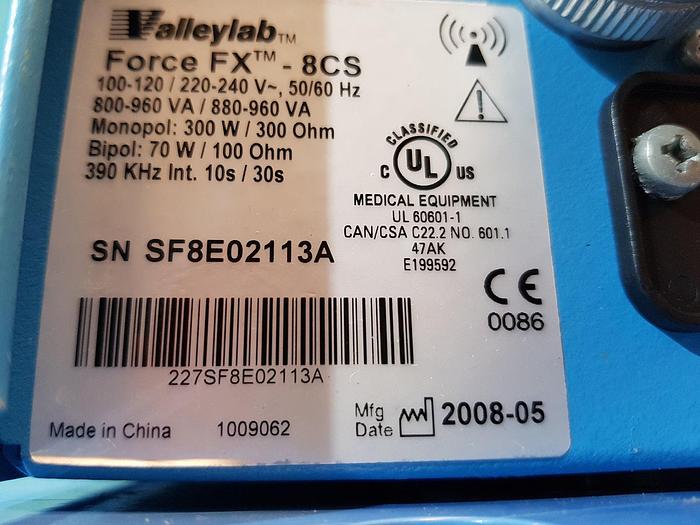 Valleylab™
Force FX™ - 8CS
100-120 / 220-240 V~, 50/60 Hz
800-960 VA / 880-960 VA
Monopol: 300 W / 300 Ohm
Bipol: 70 W / 100 Ohm
390 KHz Int. 10s / 30s
CLASSIFIED
C UL US
MEDICAL EQUIPMENT
UL 60601-1
CAN/CSA C22.2 NO. 601.1
47AK
E199592
SN SF8E02113A
CE
0086
227SF8E02113A
Made in China 1009062
Mfg Date 2008-05